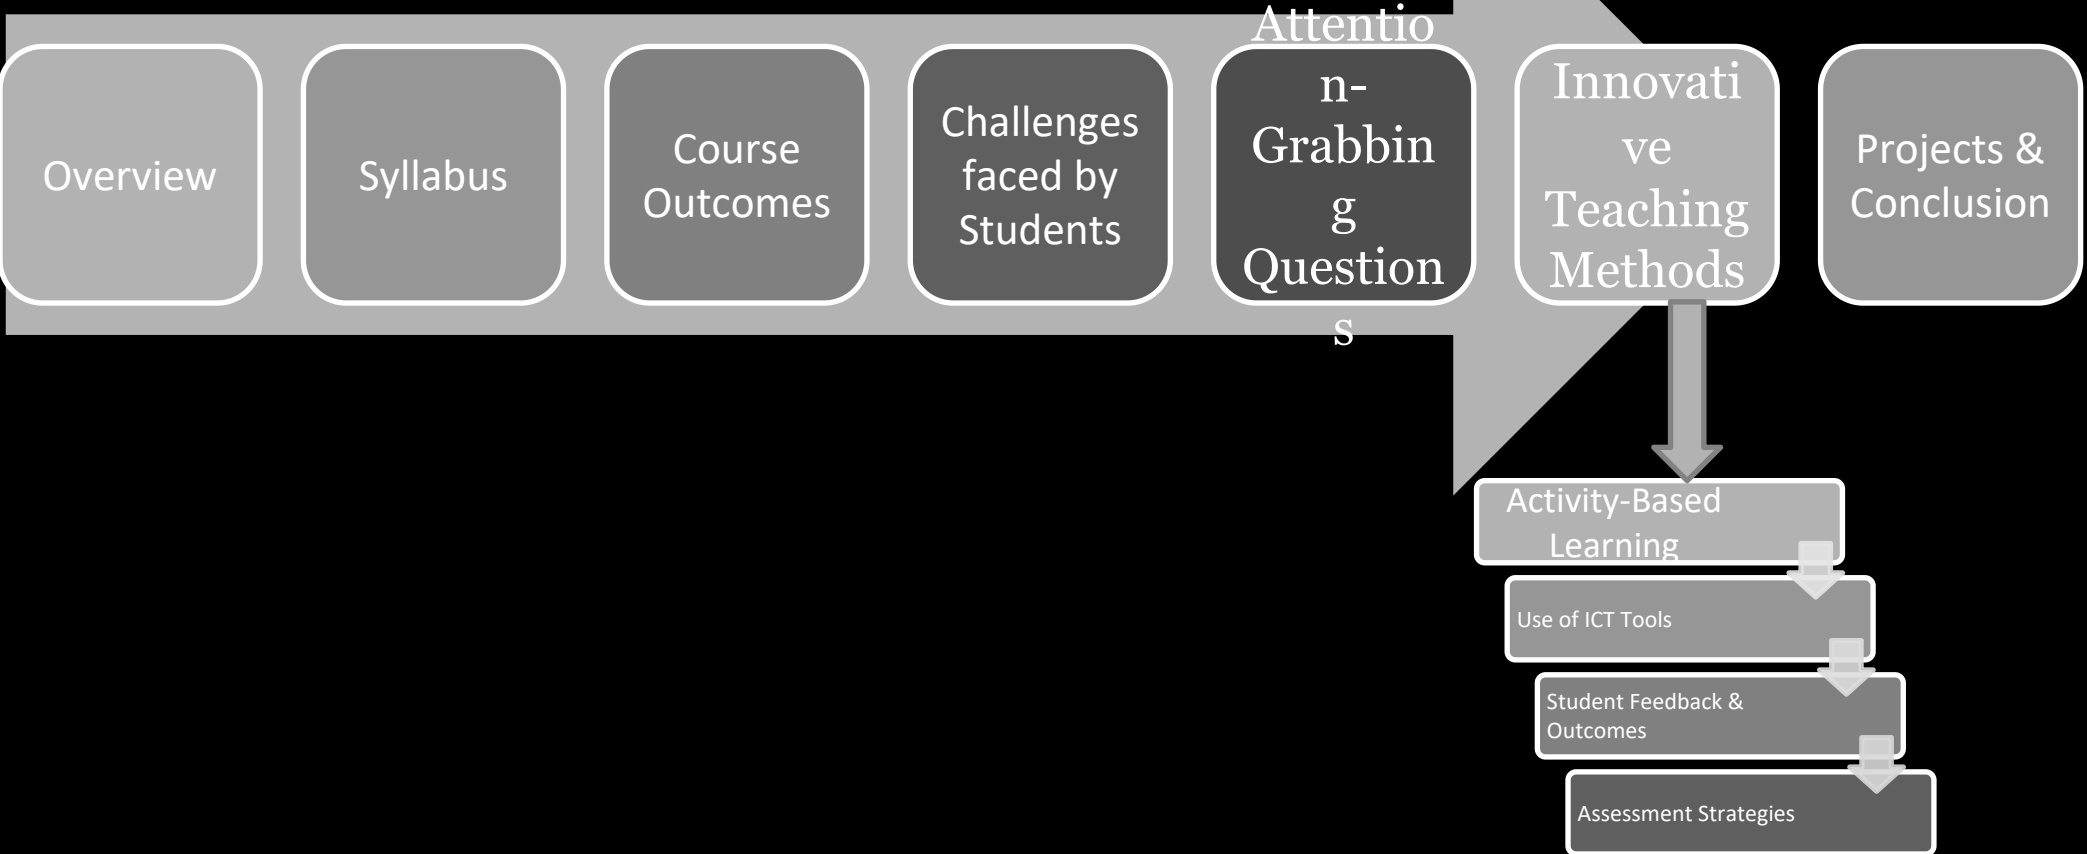 Overview
Syllabus
Course
Outcomes
Challenges
faced by
Students
Attentio
n-
Grabbin
g
Question
s
Innovati
ve
Teaching
Methods
Projects &
Conclusion
Activity-Based
Learning
Use of ICT Tools
Student Feedback &
Outcomes
Assessment Strategies